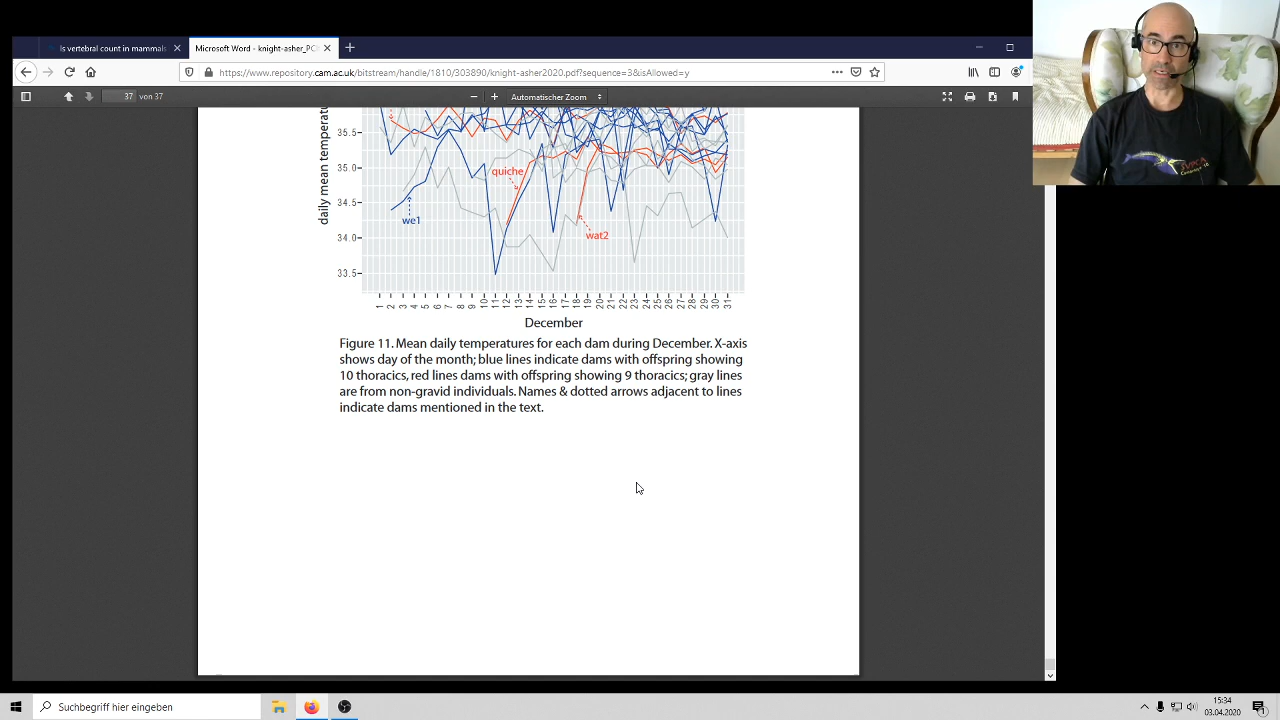 Is vertebral count in mammals
Microsoft Word - knight-asher_PC
https://www.repository.cam.ac.uk/bitstream/handle/1810/303890/knight-asher2020.pdf?sequence=3&isAllowed=y
37 von 37
Automatischer Zoom
daily mean temperatu
35.5
35.0
34.5
34.0
33.5
quiche
we1
wat2
1 2 3 4 5 6 7 8 9 10 11 12 13 14 15 16 17 18 19 20 21 22 23 24 25 26 27 28 29 30 31
December
Figure 11. Mean daily temperatures for each dam during December. X-axis
shows day of the month; blue lines indicate dams with offspring showing
10 thoracics, red lines dams with offspring showing 9 thoracics; gray lines
are from non-gravid individuals. Names & dotted arrows adjacent to lines
indicate dams mentioned in the text.
Suchbegriff hier eingeben
15:34
03.04.2020
1